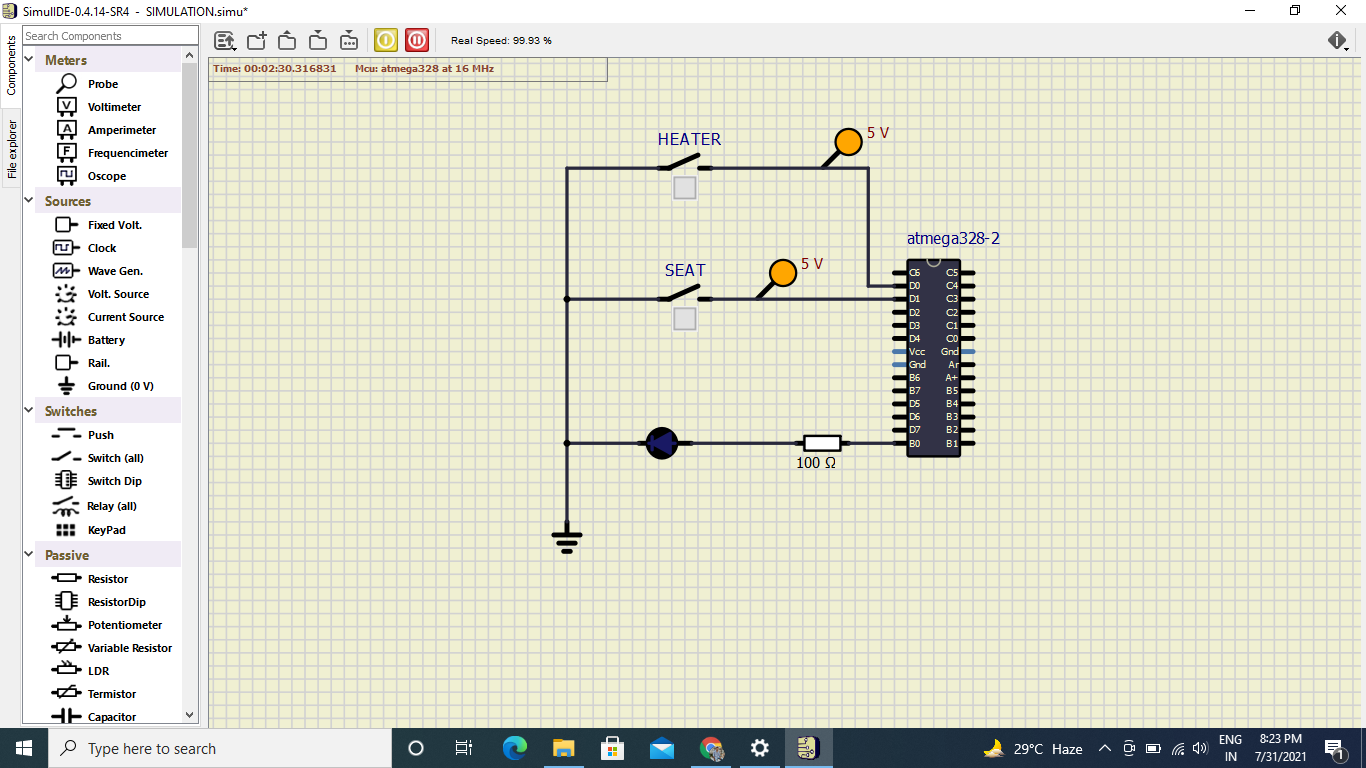 SimulIDE-0.4.14-SR4 - SIMULATION.simu*
Components
File explorer
Search Components
Meters
Probe
Voltimeter
Amperimeter
Frequencimeter
Oscope
Sources
Fixed Volt.
Clock
Wave Gen.
Volt. Source
Current Source
Battery
Rail.
Ground (0 V)
Switches
Push
Switch (all)
Switch Dip
Relay (all)
KeyPad
Passive
Resistor
ResistorDip
Potentiometer
Variable Resistor
LDR
Termistor
Capacitor
Real Speed: 99.93 %
Time: 00:02:30.316831 Mcu: atmega328 at 16 MHz
HEATER
5 V
SEAT
5 V
100 Ω
atmega328-2
C6 C5
D0 C4
D1 C3
D2 C2
D3 C1
D4 C0
Vcc Gnd
Gnd Ar
B6 A+
B7 B5
D5 B4
D6 B3
D7 B2
B0 B1
Type here to search
29°C Haze
ENG
IN
8:23 PM
7/31/2021
1